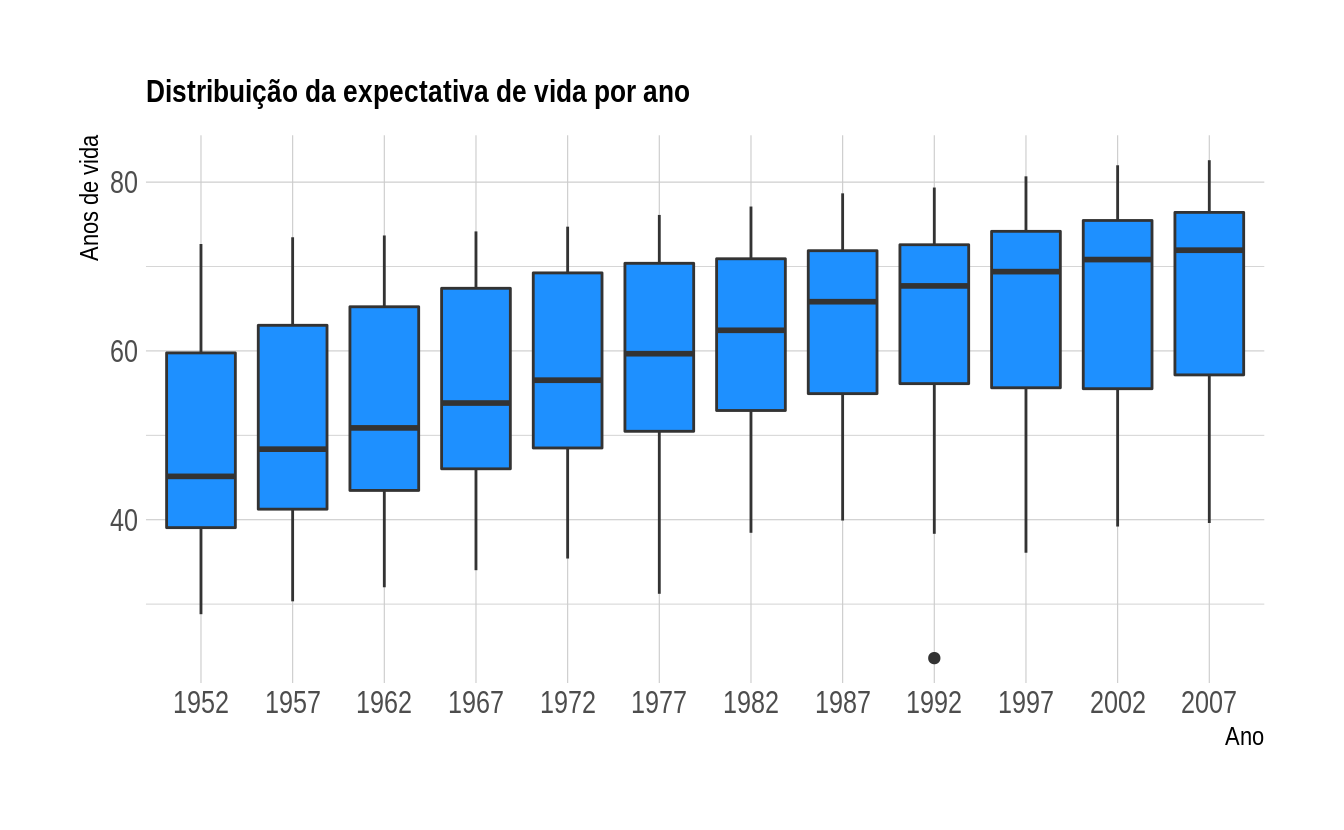 Distribuição da expectativa de vida por ano
Anos de vida
80
60
40
1952 1957 1962 1967 1972 1977 1982 1987 1992 1997 2002 2007
Ano